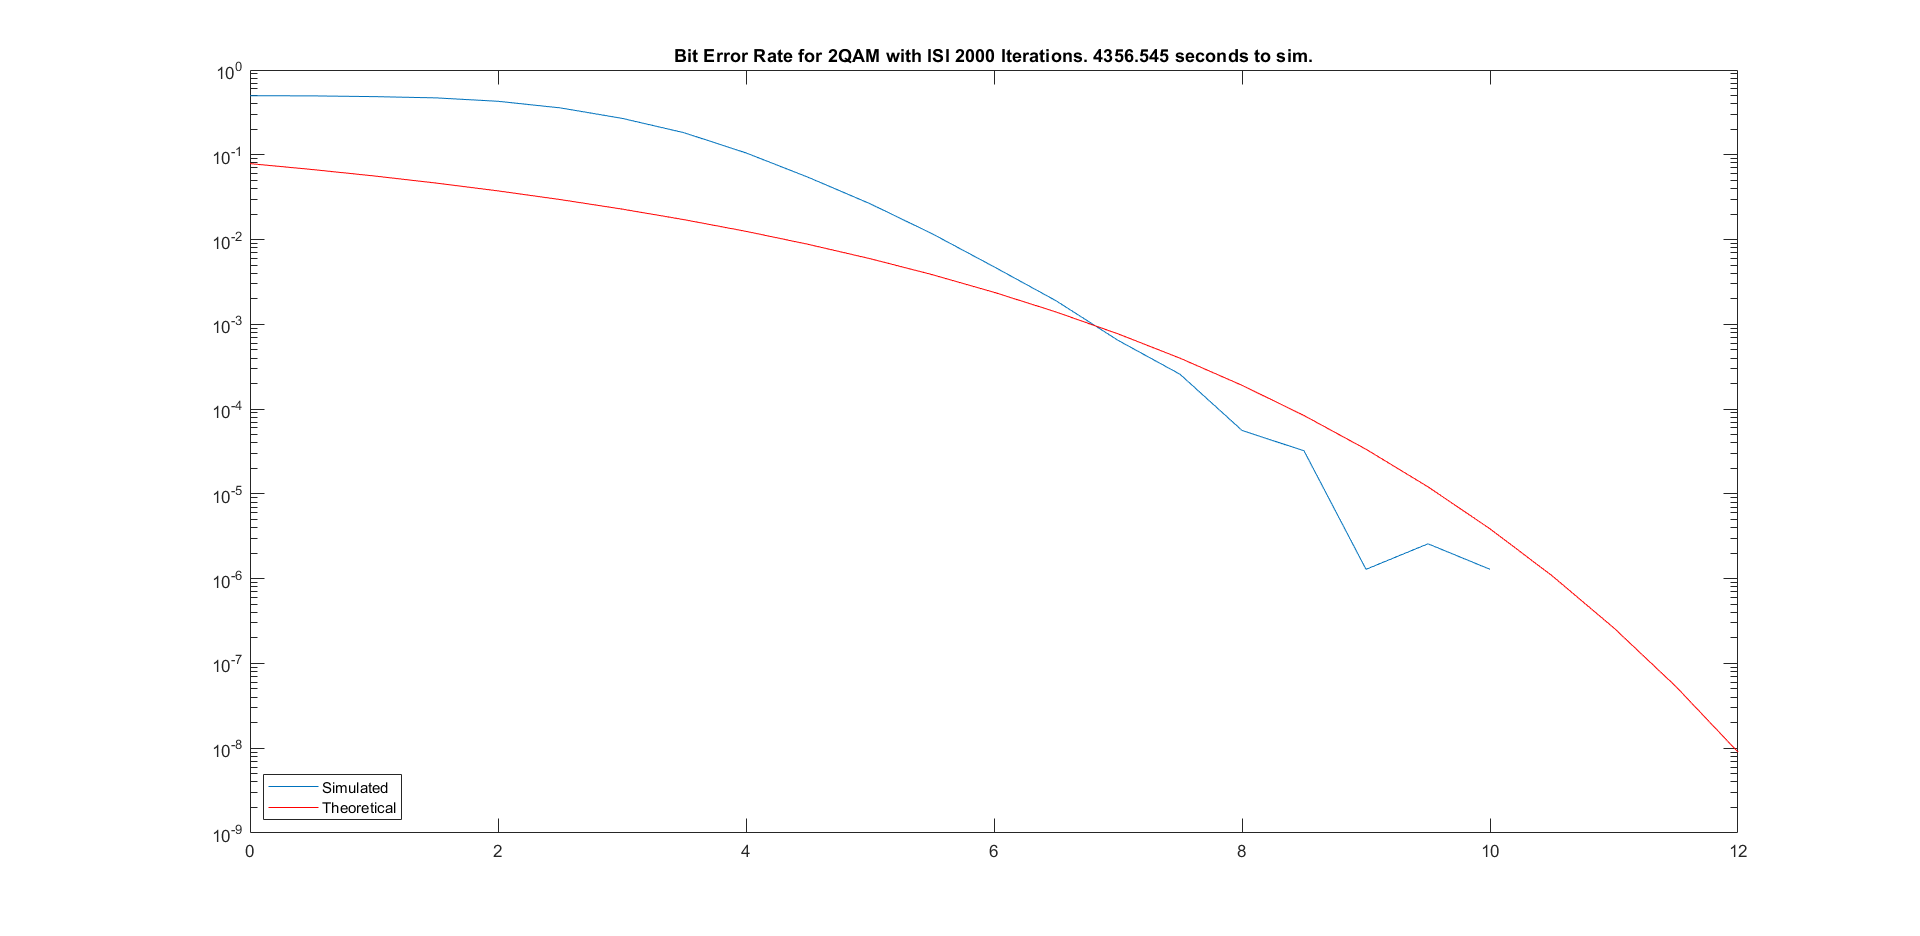 Bit Error Rate for 2QAM with ISI 2000 Iterations. 4356.545 seconds to sim.
10^0
10^-1
10^-2
10^-3
10^-4
10^-5
10^-6
10^-7
10^-8
10^-9
Simulated
Theoretical
0 2 4 6 8 10 12